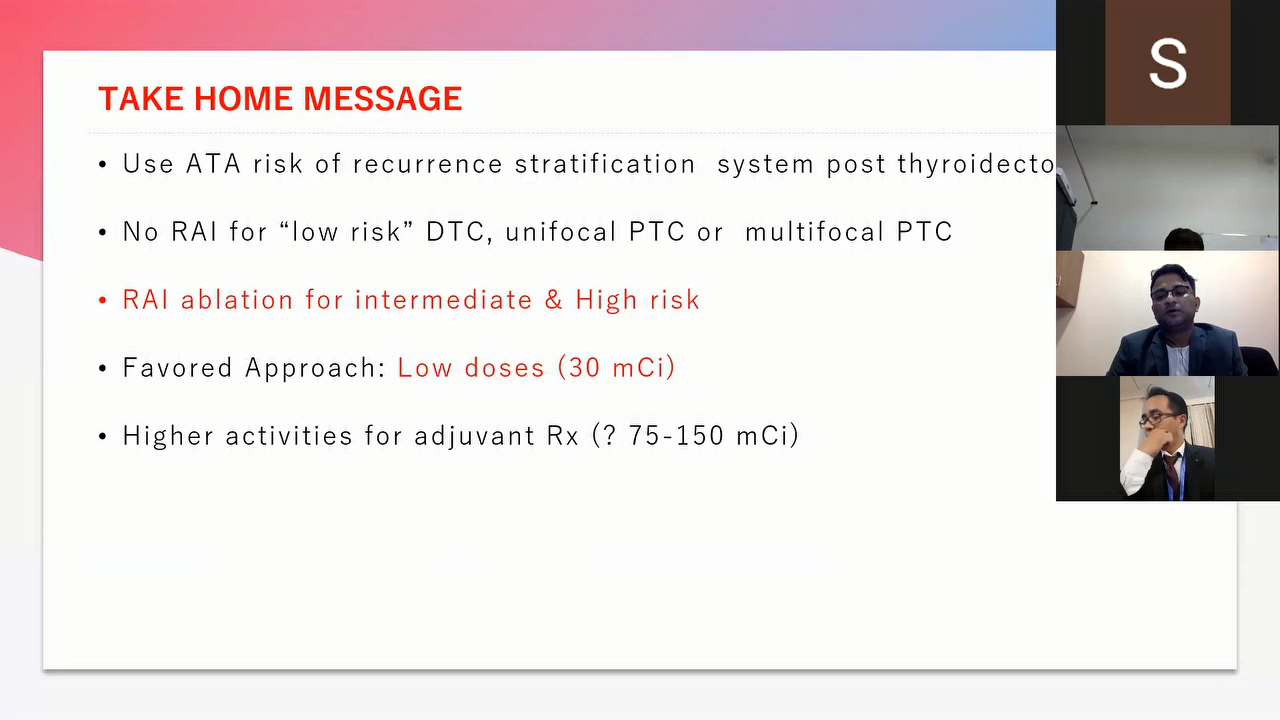 TAKE HOME MESSAGE
• Use ATA risk of recurrence stratification system post thyroidecto
• No RAI for “low risk” DTC, unifocal PTC or multifocal PTC
• RAI ablation for intermediate & High risk
• Favored Approach: Low doses (30 mCi)
• Higher activities for adjuvant Rx (? 75-150 mCi)
S